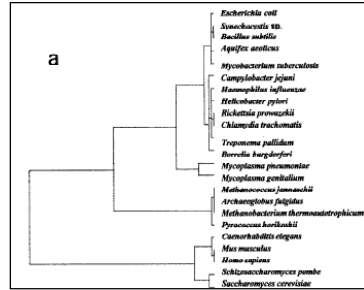 a
Escherichia coli
Synechocystis sp.
Bacillus subtilis
Aquifex aeolicus
Mycobacterium tuberculosis
Campylobacter jejuni
Haemophilus influenzae
Helicobacter pylori
Rickettsia prowazekii
Chlamydia trachomatis
Treponema pallidum
Borrelia burgdorferi
Mycoplasma pneumoniae
Mycoplasma genitalium
Methanococcus jannaschii
Archaeoglobus fulgidus
Methanobacterium thermoautotrophicum
Pyrococcus horikoshii
Caenorhabditis elegans
Mus musculus
Homo sapiens
Schizosaccharomyces pombe
Saccharomyces cerevisiae